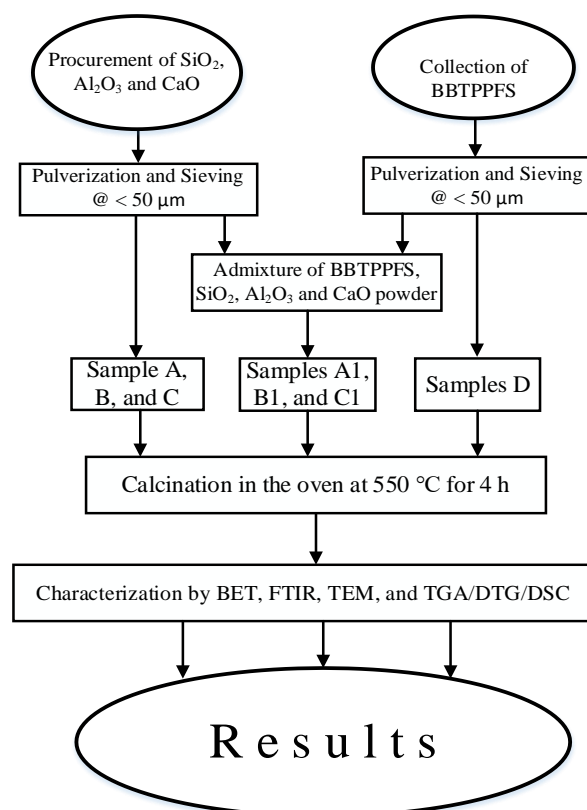 Procurement of SiO₂,
Al₂O₃ and CaO
Collection of
BBTPPFS
Pulverization and Sieving
@ < 50 μm
Pulverization and Sieving
@ < 50 μm
Admixture of BBTPPFS,
SiO₂, Al₂O₃ and CaO powder
Sample A,
B, and C
Samples A1,
B1, and C1
Samples D
Calcination in the oven at 550 °C for 4 h
Characterization by BET, FTIR, TEM, and TGA/DTG/DSC
Results